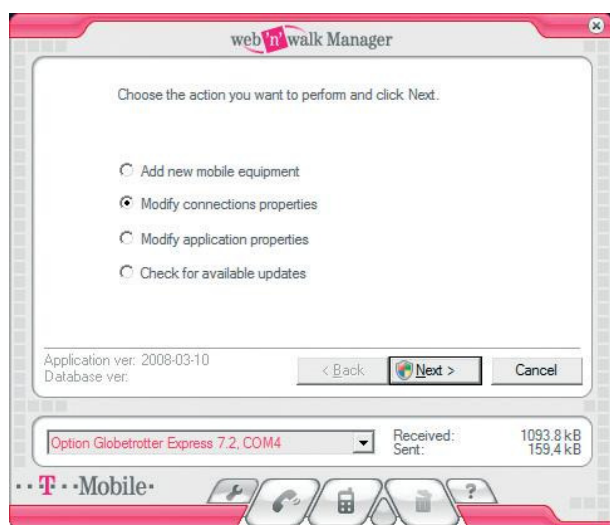 web'n'walk Manager
Choose the action you want to perform and click Next.
Add new mobile equipment
Modify connections properties
Modify application properties
Check for available updates
Application ver: 2008-03-10
Database ver:
< Back
Next >
Cancel
Option Globetrotter Express 7.2, COM4
Received: 1093.8 kB
Sent: 159,4 kB
··T··Mobile·
?